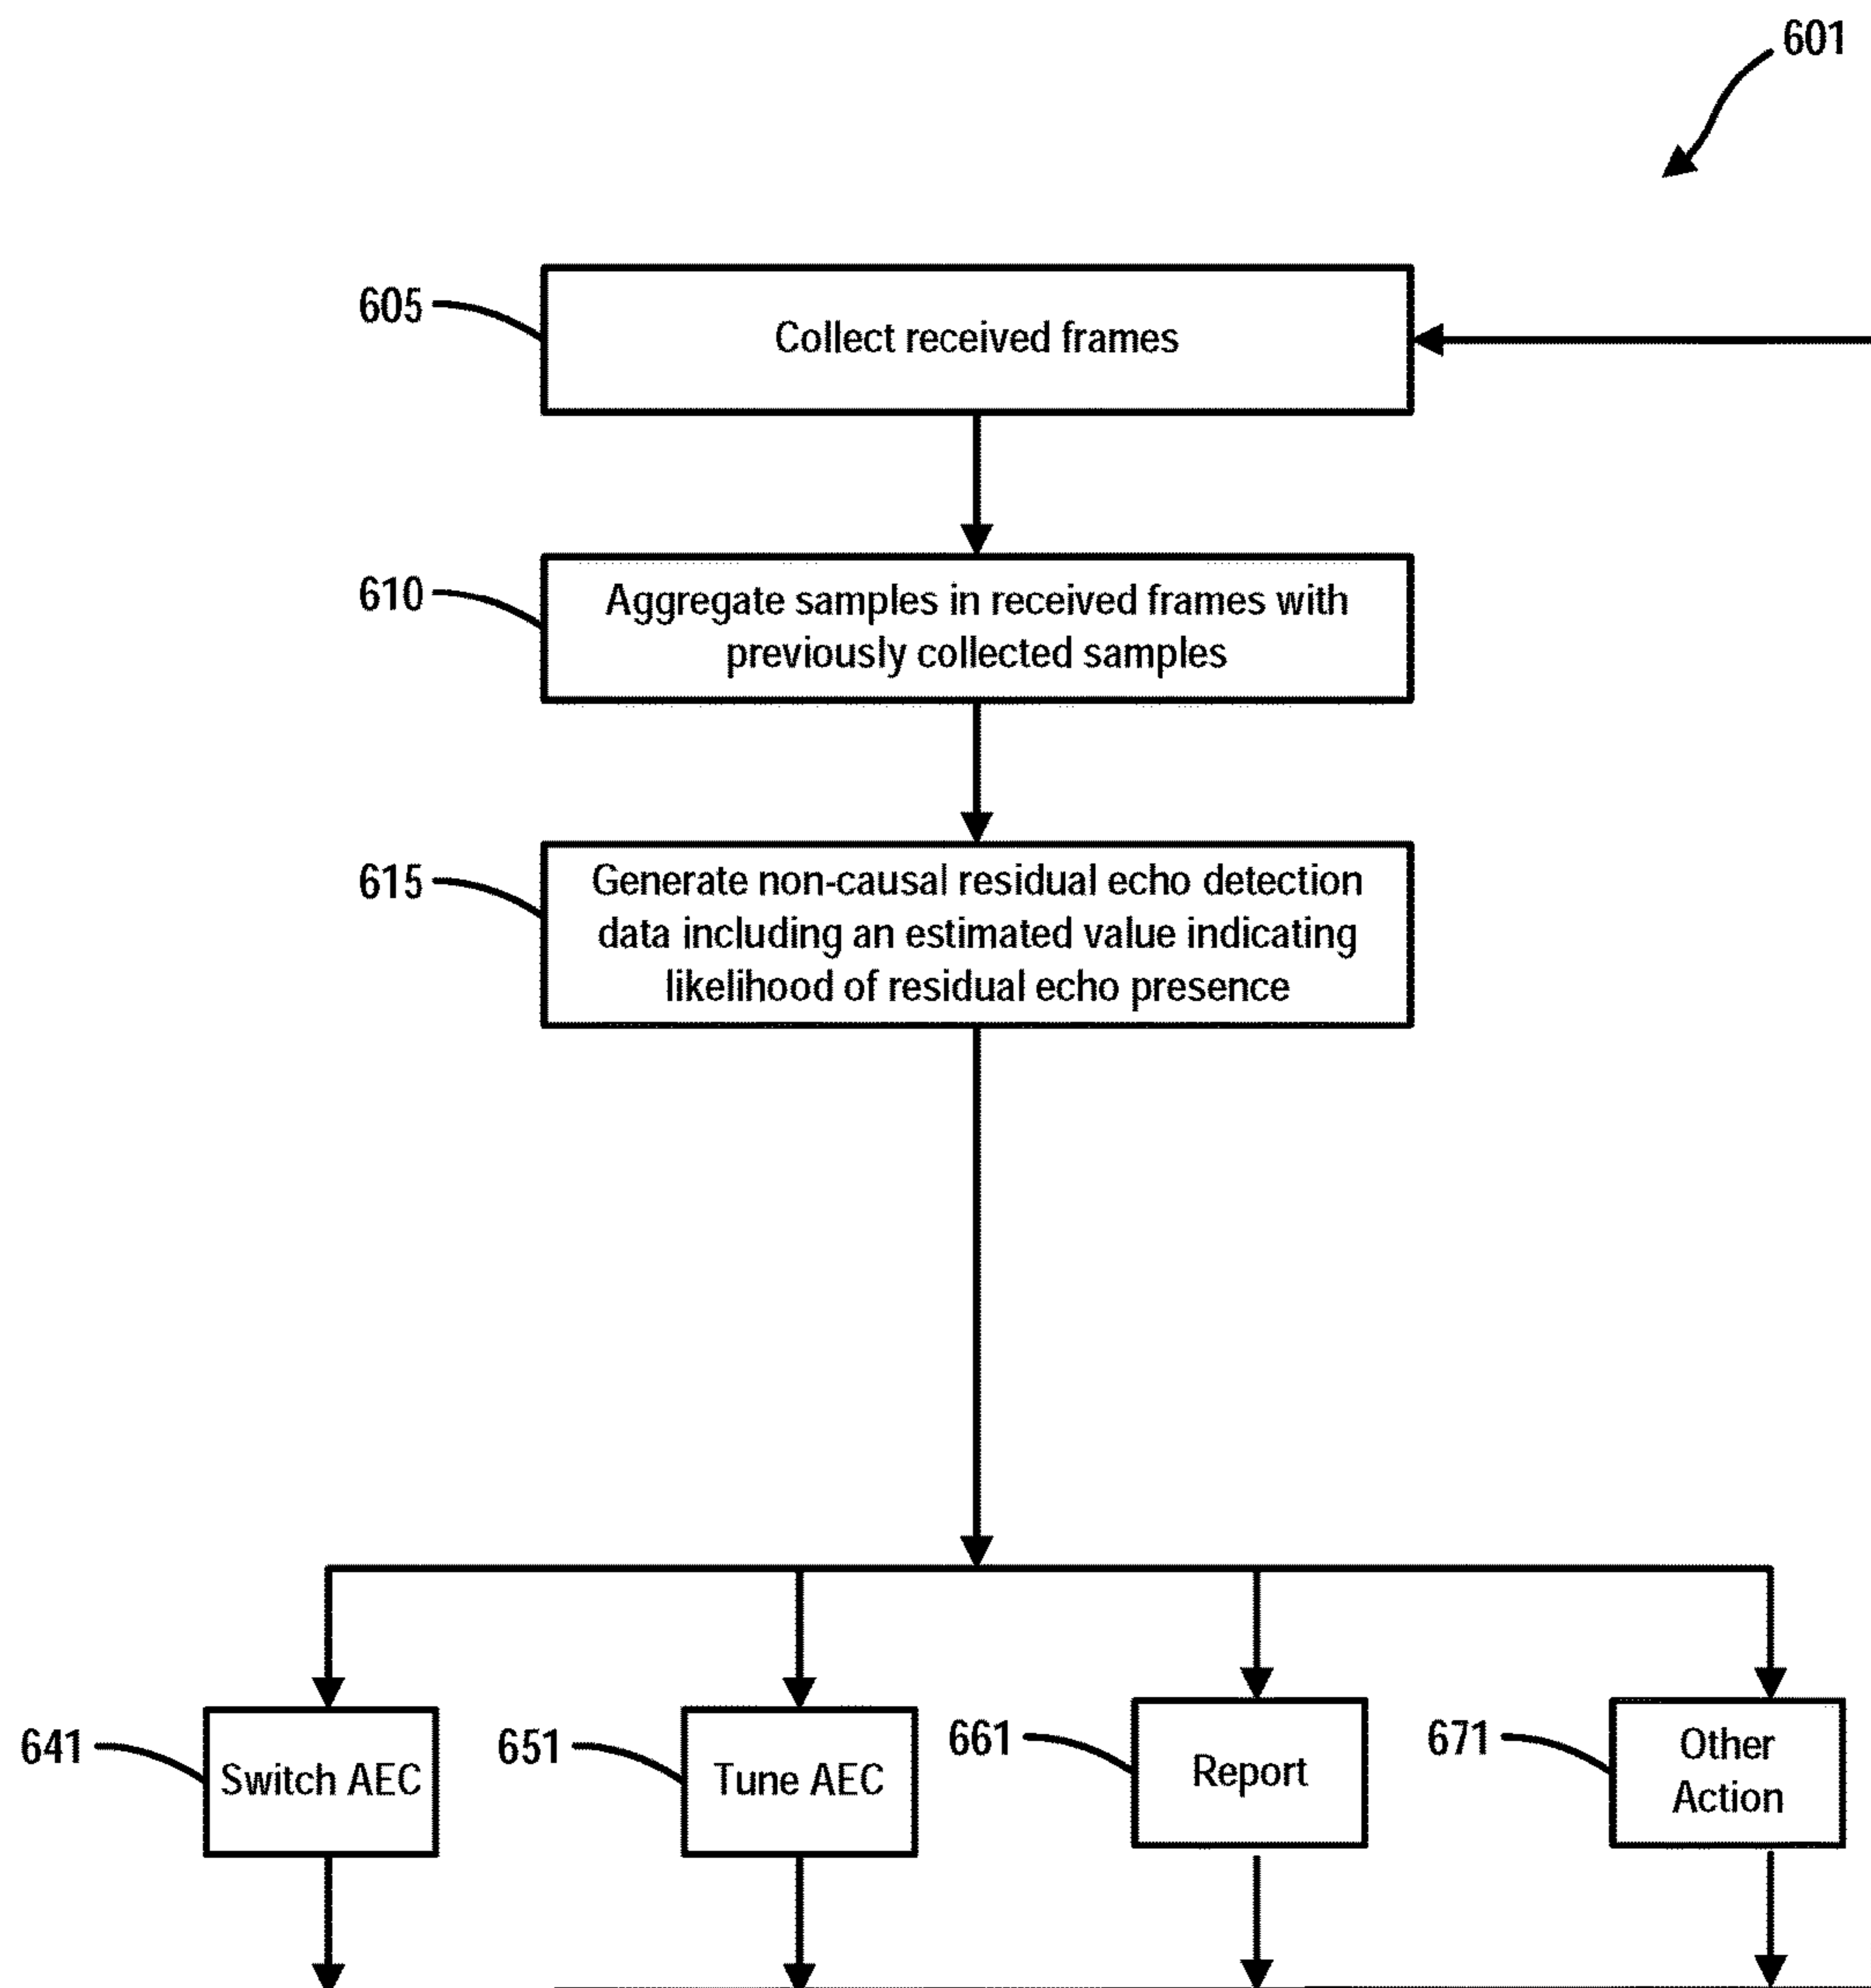 601
605
Collect received frames
610
Aggregate samples in received frames with
previously collected samples
615
Generate non-causal residual echo detection
data including an estimated value indicating
likelihood of residual echo presence
641
Switch AEC
651
Tune AEC
661
Report
671
Other
Action